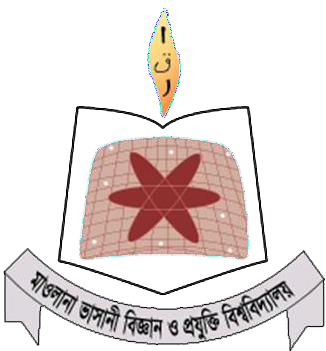 ا
ق
ر
মাওলানা ভাসানী বিজ্ঞান ও প্রযুক্তি বিশ্ববিদ্যালয়